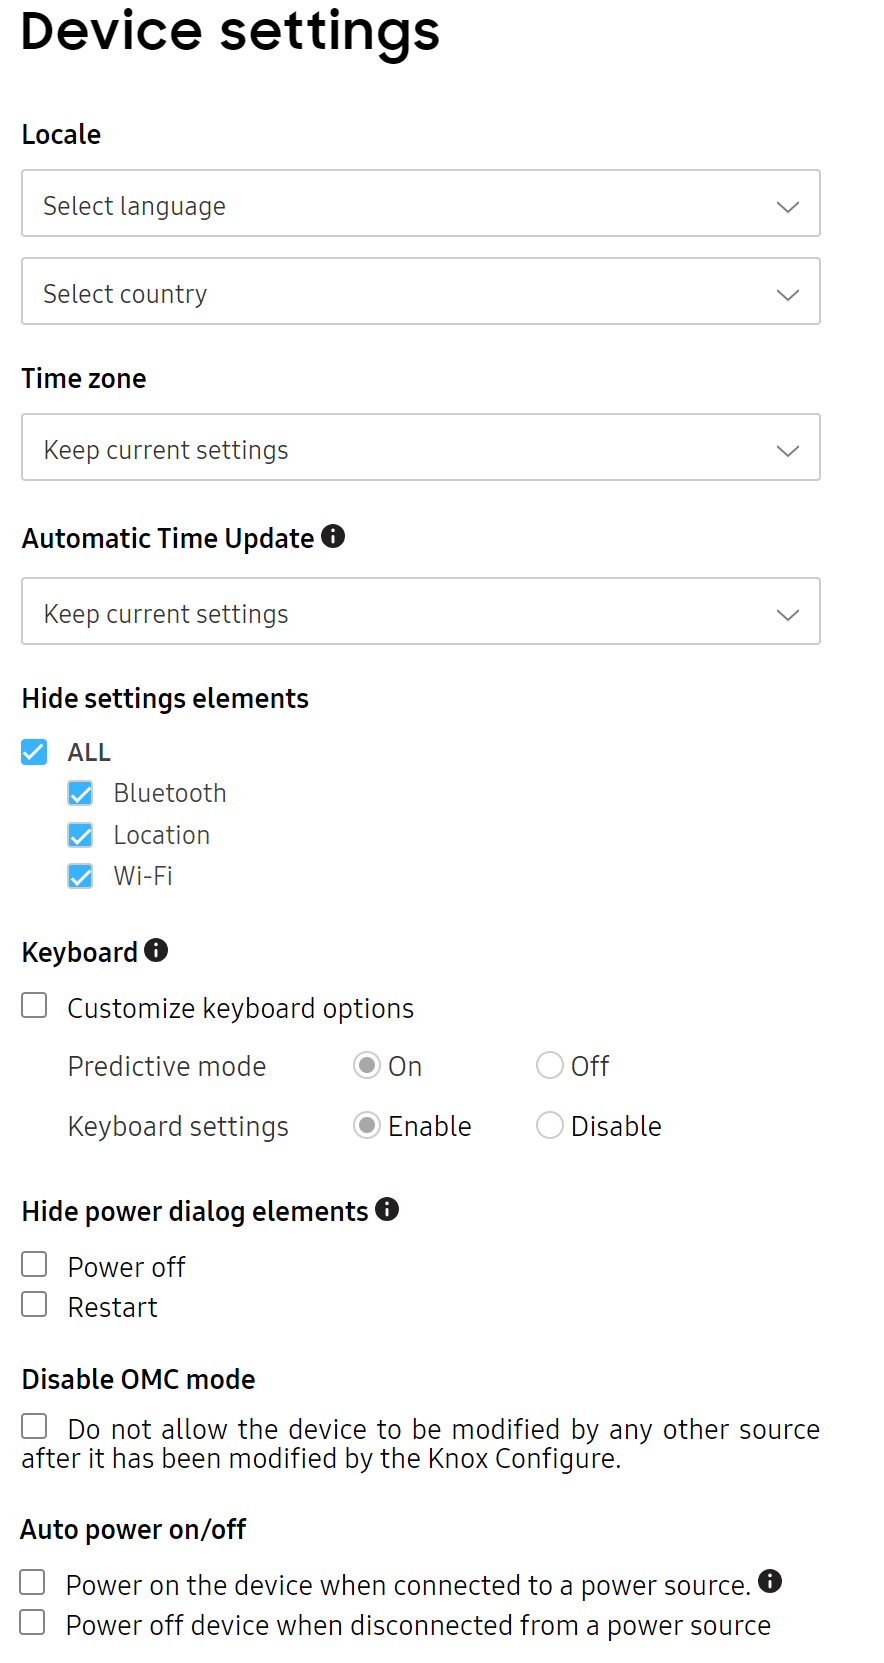 Device settings
Locale
Select language
Select country
Time zone
Keep current settings
Automatic Time Update
Keep current settings
Hide settings elements
ALL
Bluetooth
Location
Wi-Fi
Keyboard
Customize keyboard options
Predictive mode On Off
Keyboard settings Enable Disable
Hide power dialog elements
Power off
Restart
Disable OMC mode
Do not allow the device to be modified by any other source
after it has been modified by the Knox Configure.
Auto power on/off
Power on the device when connected to a power source.
Power off device when disconnected from a power source